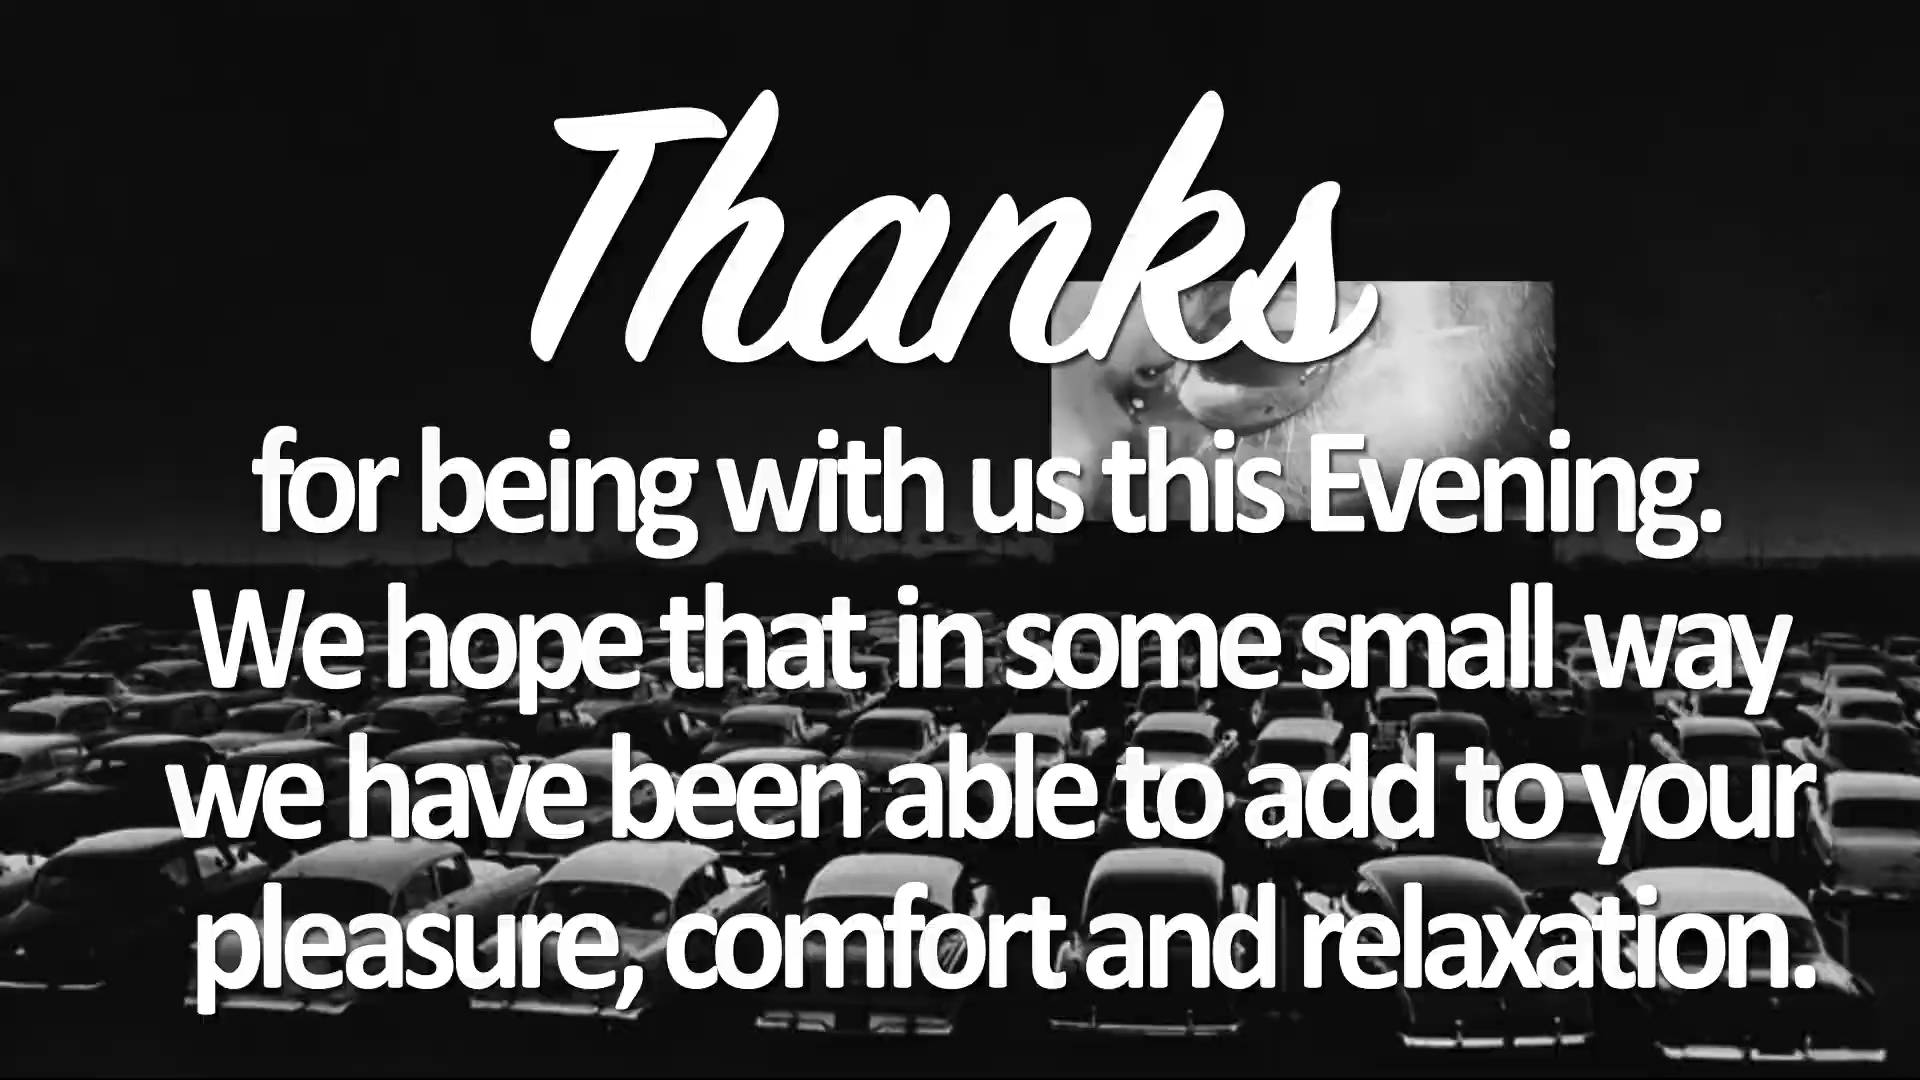 Thanks
for being with us this Evening.
We hope that in some small way
we have been able to add to your
pleasure, comfort and relaxation.